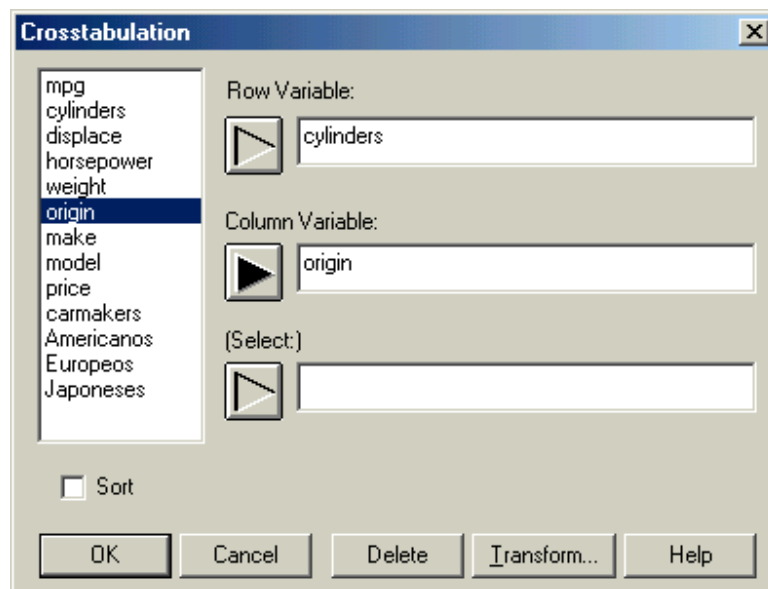 Crosstabulation
mpg
cylinders
displace
horsepower
weight
origin
make
model
price
carmakers
Americanos
Europeos
Japoneses
Row Variable:
cylinders
Column Variable:
origin
(Select:)
Sort
OK Cancel Delete Transform... Help